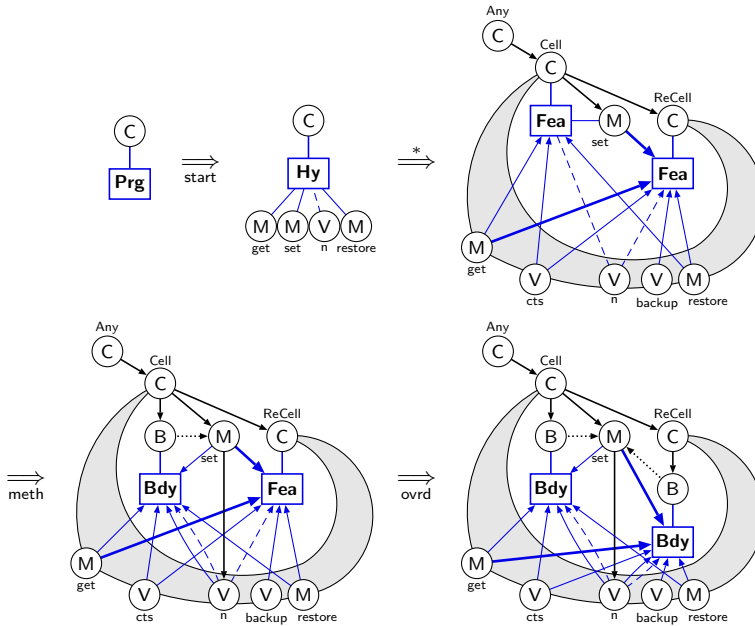 Any
C
Cell
C
ReCell
C
C
C
Fea
M
set
Prg
⟹ start
Hy
⟹ *
Fea
M M V M
get set n restore
M
get
V V V M
cts n backup restore
Any
C
Cell
C
ReCell
B M C
set
⟹ meth
Bdy
Fea
M
get
V V V M
cts n backup restore
Any
C
Cell
C
ReCell
B M C
set
⟹ ovrd
Bdy
B
Bdy
M
get
V V V M
cts n backup restore